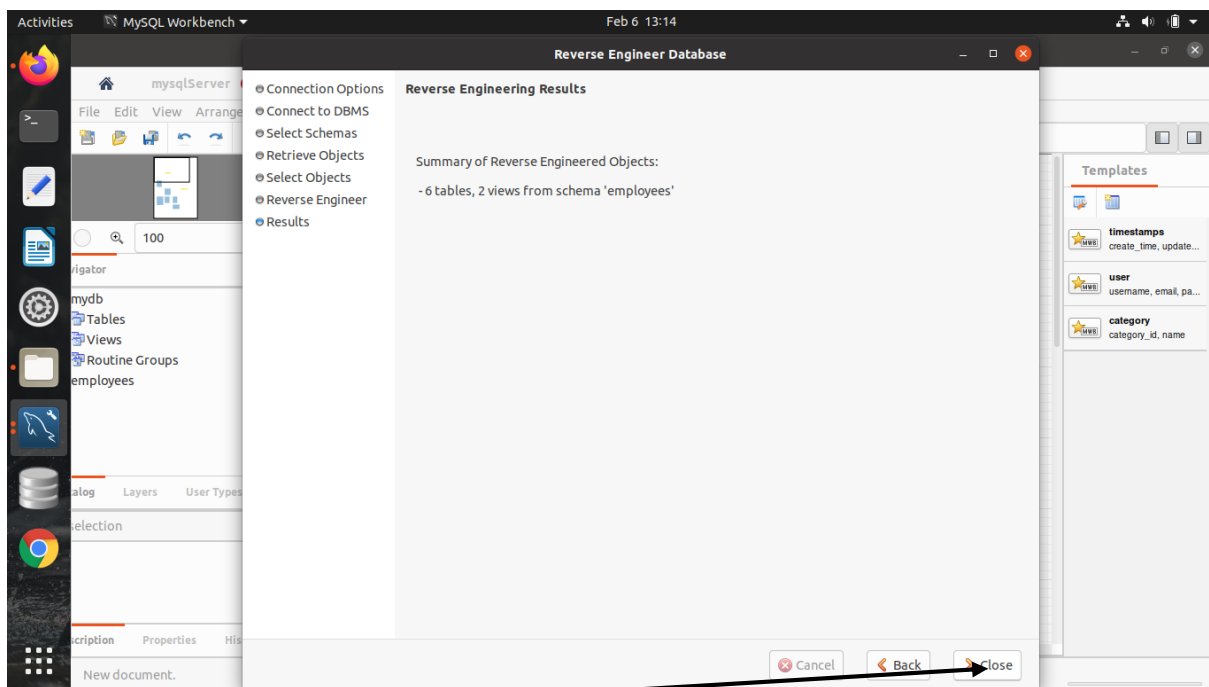 Activities MySQL Workbench Feb 6 13:14
Reverse Engineer Database
mysqlServer
File Edit View Arrange
100
vigator
mydb
Tables
Views
Routine Groups
employees
alog Layers User Types
selection
scription Properties His
New document.
Connection Options
Connect to DBMS
Select Schemas
Retrieve Objects
Select Objects
Reverse Engineer
Results
Reverse Engineering Results
Summary of Reverse Engineered Objects:
- 6 tables, 2 views from schema 'employees'
Cancel Back Close
Templates
timestamps
create_time, update...
user
username, email, pa...
category
category_id, name